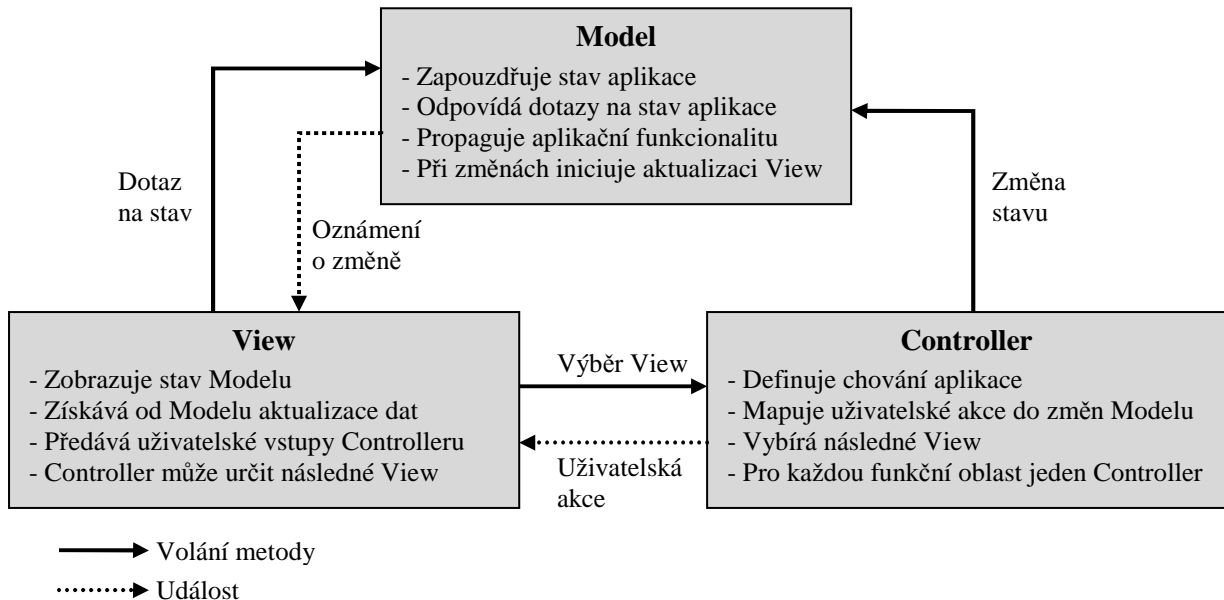 Model
- Zapouzdřuje stav aplikace
- Odpovídá dotazy na stav aplikace
- Propaguje aplikační funkcionalitu
- Při změnách iniciuje aktualizaci View
Dotaz
na stav
Oznámení
o změně
Změna
stavu
View
- Zobrazuje stav Modelu
- Získává od Modelu aktualizace dat
- Předává uživatelské vstupy Controlleru
- Controller může určit následné View
Výběr View
Uživatelská
akce
Controller
- Definuje chování aplikace
- Mapuje uživatelské akce do změn Modelu
- Vybírá následné View
- Pro každou funkční oblast jeden Controller
Volání metody
Událost